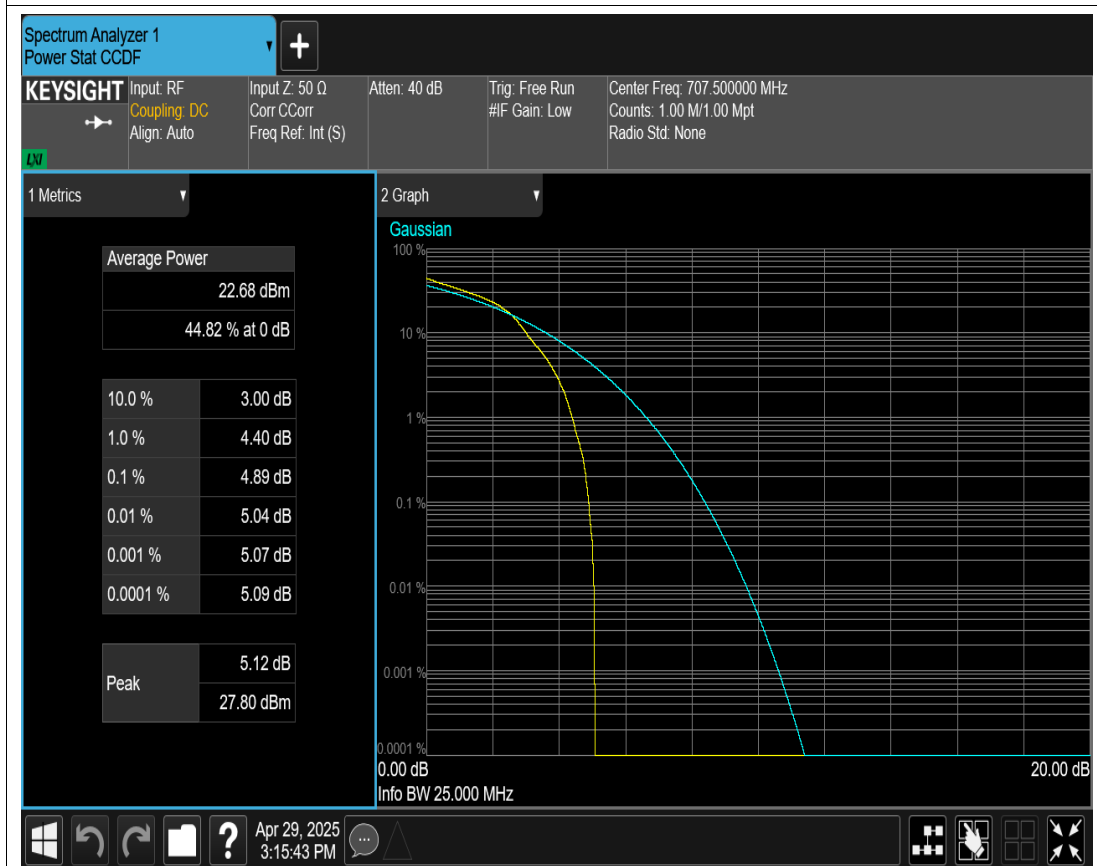 Spectrum Analyzer 1
Power Stat CCDF
+
KEYSIGHT
LXI
Input: RF
Coupling: DC
Align: Auto
Input Z: 50 Ω
Corr CCorr
Freq Ref: Int (S)
Atten: 40 dB
Trig: Free Run
#IF Gain: Low
Center Freq: 707.500000 MHz
Counts: 1.00 M/1.00 Mpt
Radio Std: None
1 Metrics
Average Power
22.68 dBm
44.82 % at 0 dB
10.0 % 3.00 dB
1.0 % 4.40 dB
0.1 % 4.89 dB
0.01 % 5.04 dB
0.001 % 5.07 dB
0.0001 % 5.09 dB
Peak
5.12 dB
27.80 dBm
2 Graph
Gaussian
100 %
10 %
1 %
0.1 %
0.01 %
0.001 %
0.0001 %
0.00 dB 20.00 dB
Info BW 25.000 MHz
?
Apr 29, 2025
3:15:43 PM